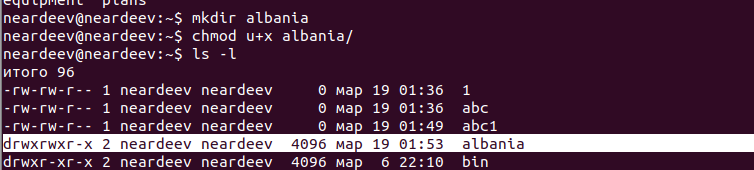 equipment plans
neardeev@neardeev:~$ mkdir albania
neardeev@neardeev:~$ chmod u+x albania/
neardeev@neardeev:~$ ls -l
итого 96
-rw-rw-r-- 1 neardeev neardeev 0 мар 19 01:36 1
-rw-rw-r-- 1 neardeev neardeev 0 мар 19 01:36 abc
-rw-rw-r-- 1 neardeev neardeev 0 мар 19 01:49 abc1
drwxrwxr-x 2 neardeev neardeev 4096 мар 19 01:53 albania
drwxr-xr-x 2 neardeev neardeev 4096 мар 6 22:10 bin